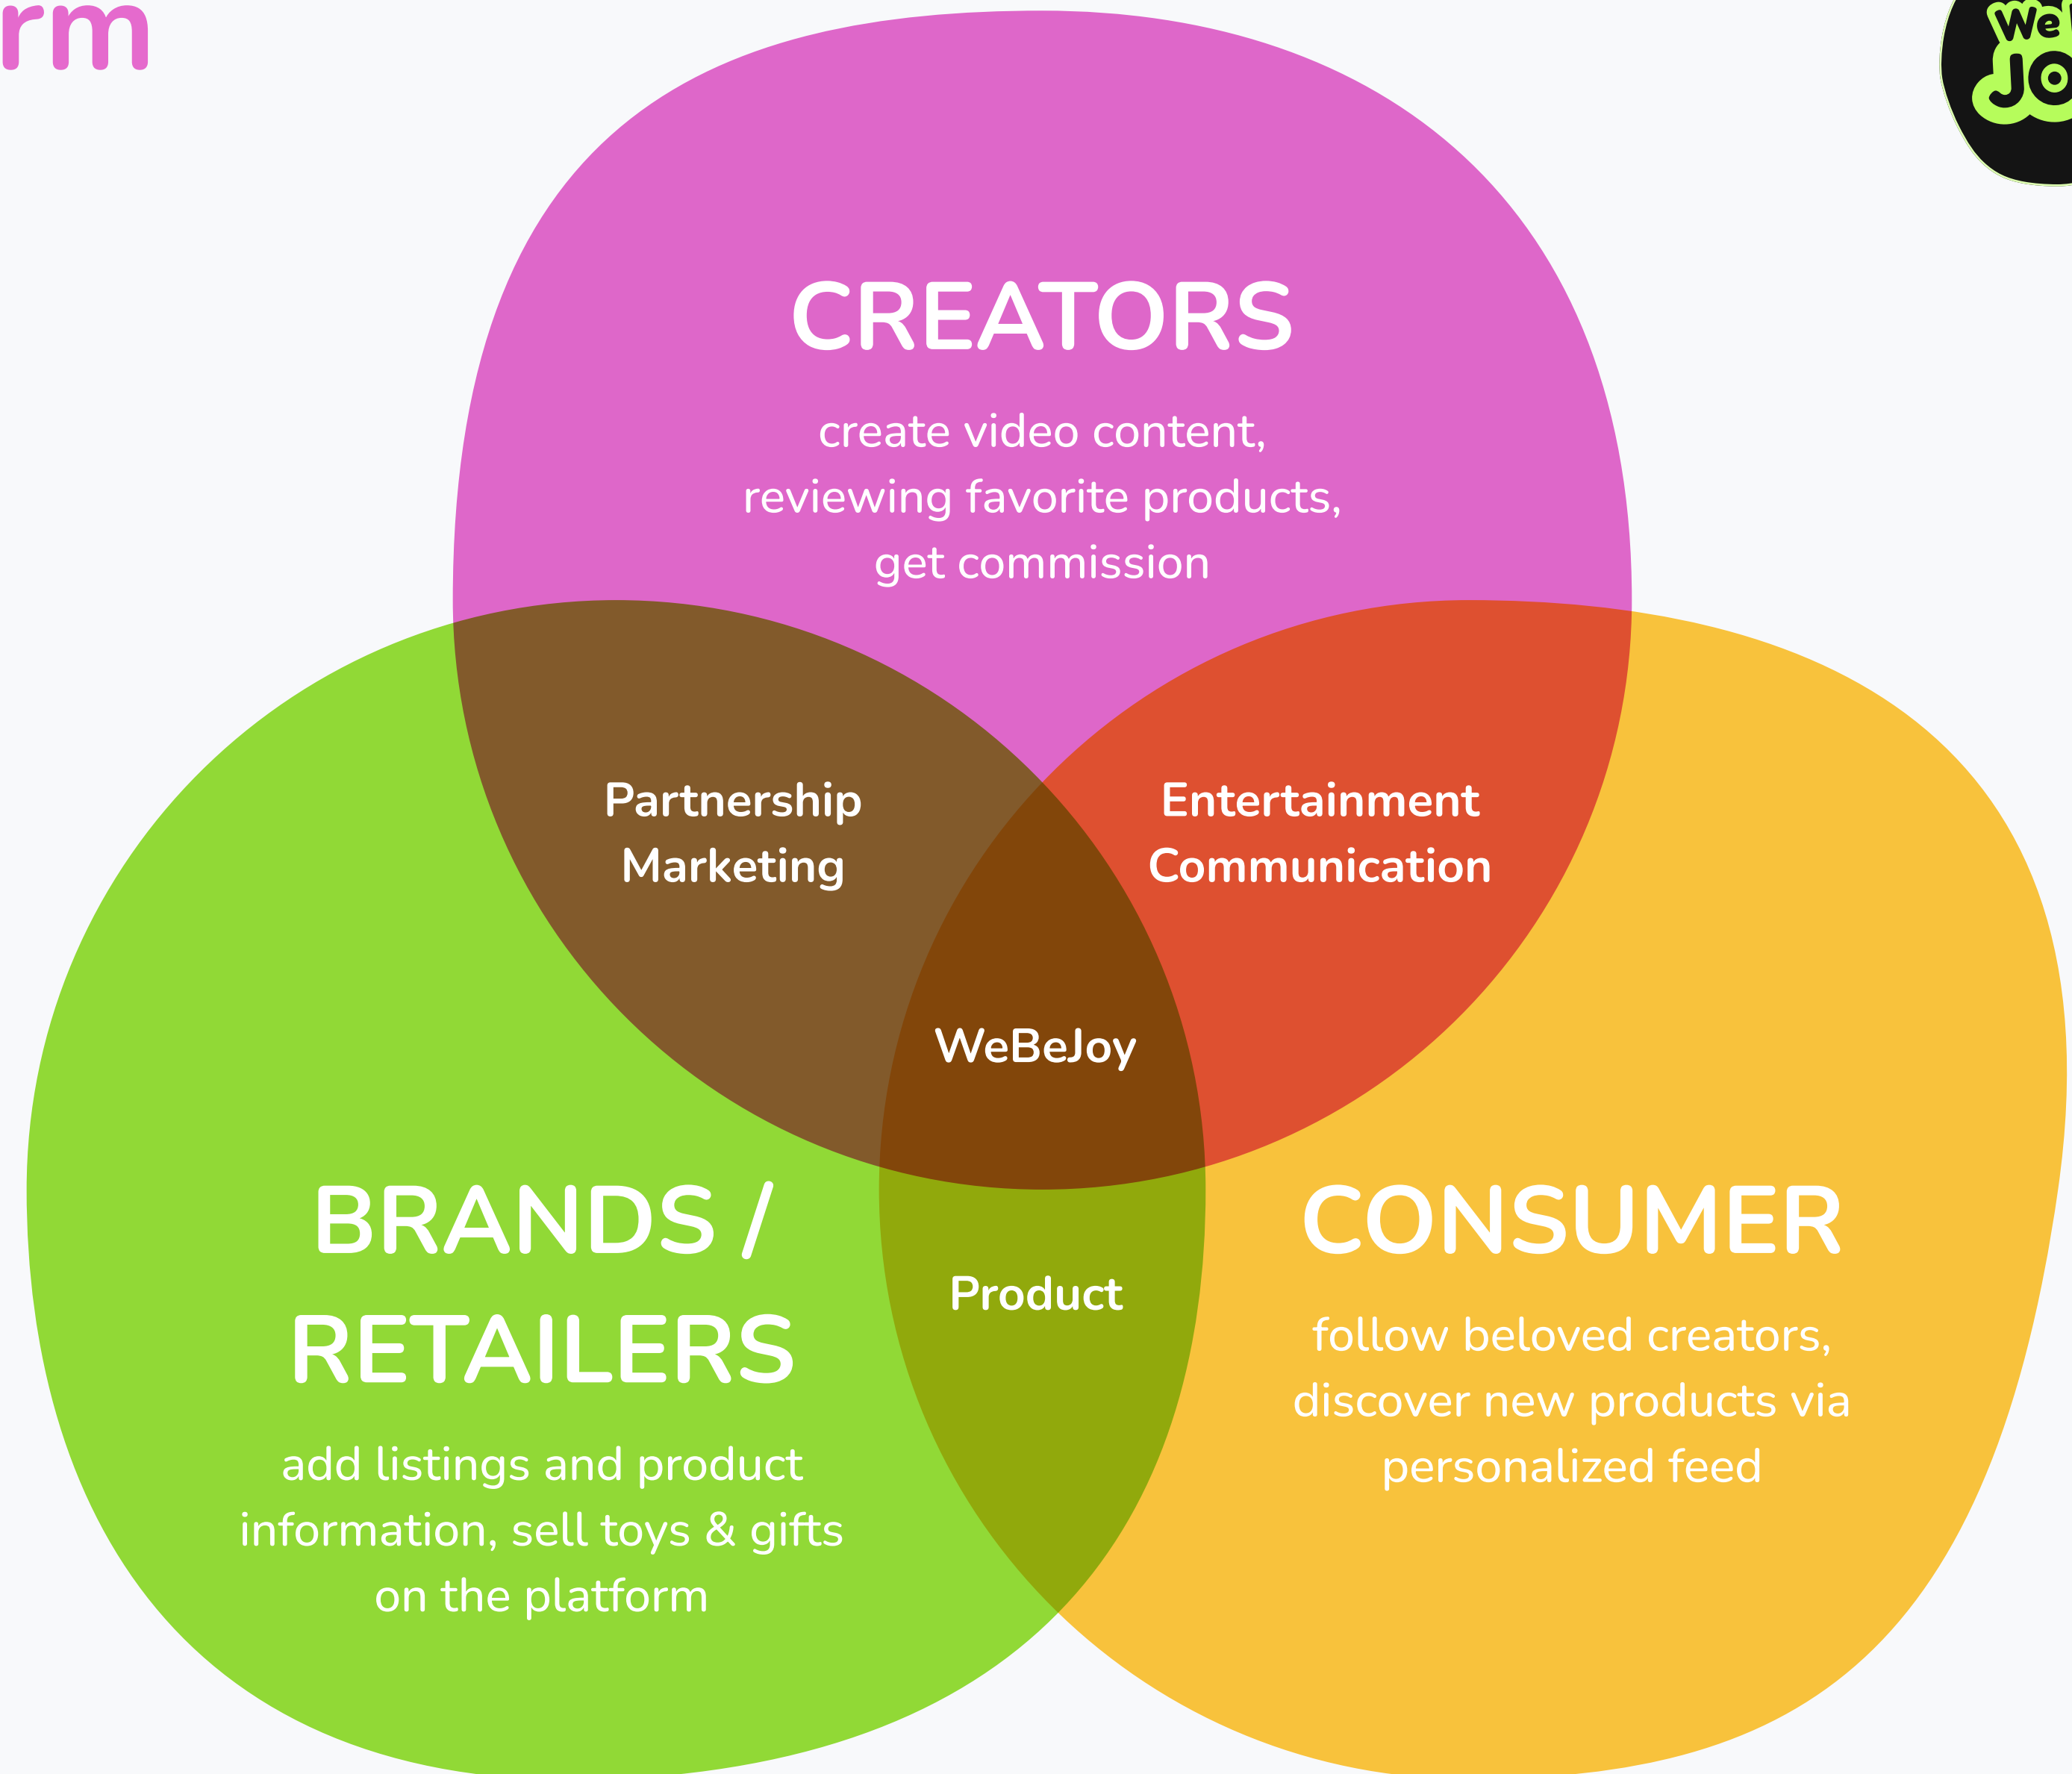 rm
we
JO
CREATORS
create video content,
reviewing favorite products,
get commission
Partnership
Marketing
Entertainment
Communication
WeBeJoy
BRANDS /
RETAILERS
add listings and product
information, sell toys & gifts
on the platform
Product
CONSUMER
follow beloved creators,
discover new products via
personalized feed